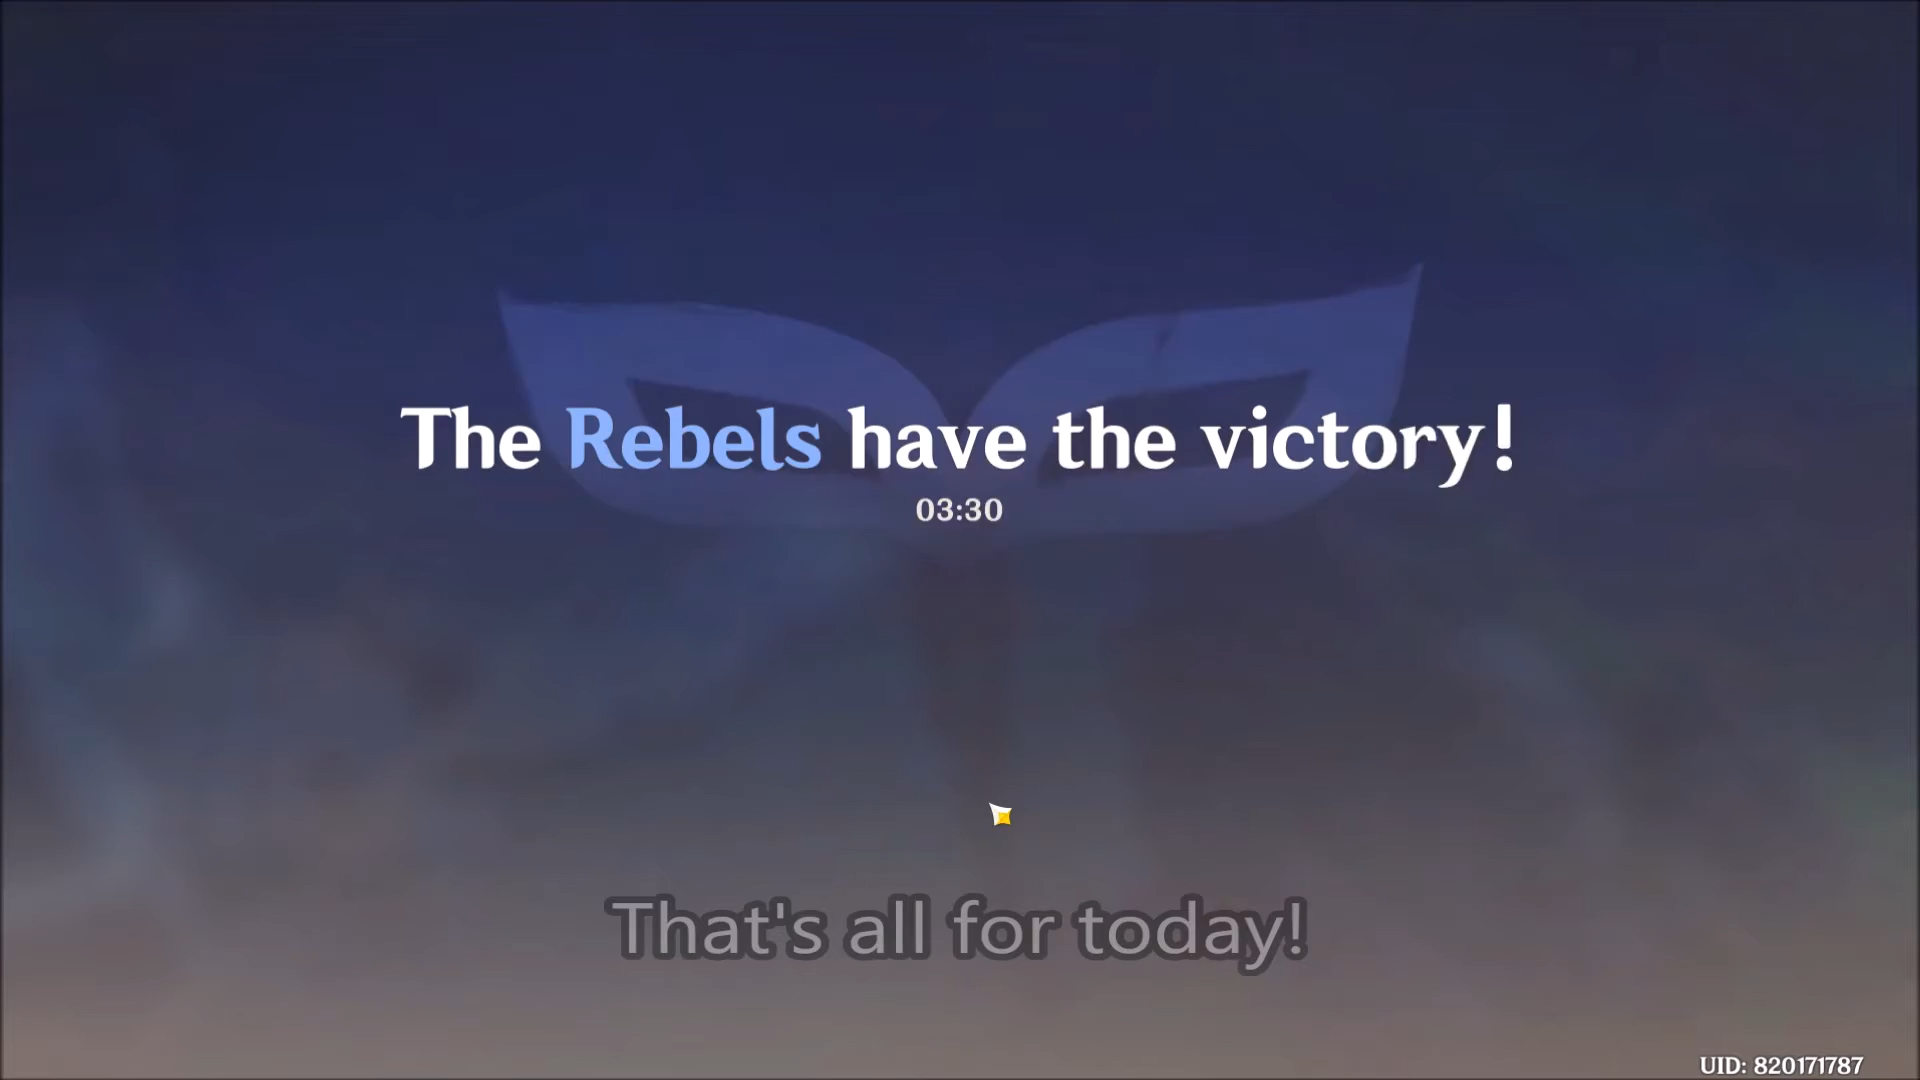 The Rebels have the victory!
03:30
That's all for today!
UID: 820171787